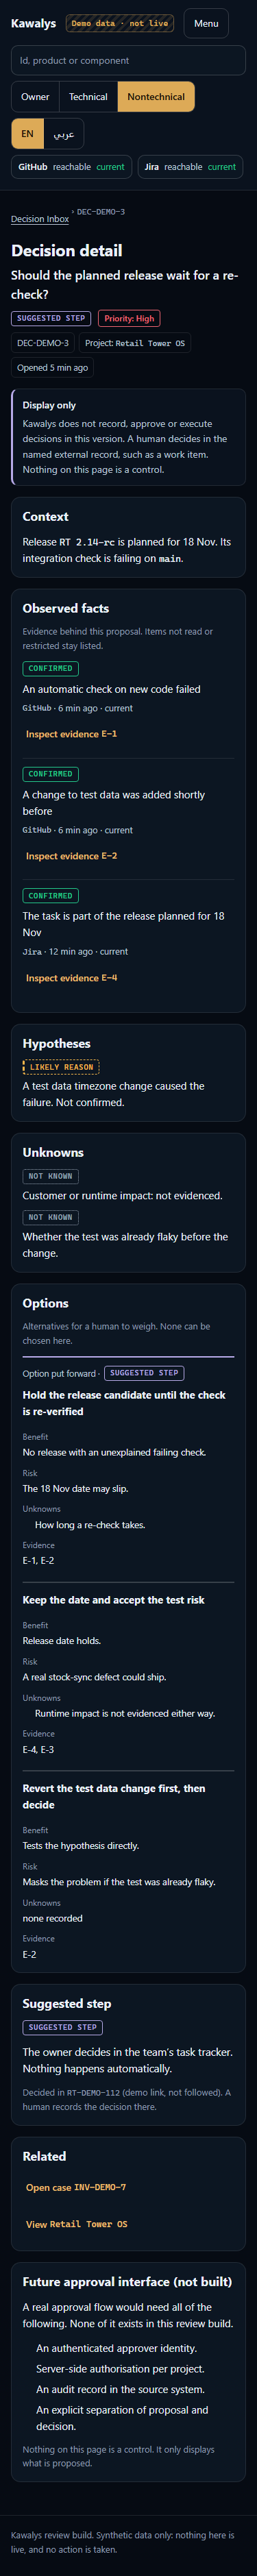 Kawalys
Demo data · not live
Menu
Id, product or component
Owner
Technical
Nontechnical
EN
عربي
GitHub reachable current
Jira reachable current
Decision Inbox › DEC-DEMO-3
Decision detail
Should the planned release wait for a re-
check?
SUGGESTED STEP
Priority: High
DEC-DEMO-3
Project: Retail Tower OS
Opened 5 min ago
Display only
Kawalys does not record, approve or execute
decisions in this version. A human decides in the
named external record, such as a work item.
Nothing on this page is a control.
Context
Release RT 2.14-rc is planned for 18 Nov. Its
integration check is failing on main.
Observed facts
Evidence behind this proposal. Items not read or
restricted stay listed.
CONFIRMED
An automatic check on new code failed
GitHub · 6 min ago · current
Inspect evidence E-1
CONFIRMED
A change to test data was added shortly
before
GitHub · 6 min ago · current
Inspect evidence E-2
CONFIRMED
The task is part of the release planned for 18
Nov
Jira · 12 min ago · current
Inspect evidence E-4
Hypotheses
LIKELY REASON
A test data timezone change caused the
failure. Not confirmed.
Unknowns
NOT KNOWN
Customer or runtime impact: not evidenced.
NOT KNOWN
Whether the test was already flaky before the
change.
Options
Alternatives for a human to weigh. None can be
chosen here.
Option put forward · SUGGESTED STEP
Hold the release candidate until the check
is re-verified
Benefit
No release with an unexplained failing check.
Risk
The 18 Nov date may slip.
Unknowns
How long a re-check takes.
Evidence
E-1, E-2
Keep the date and accept the test risk
Benefit
Release date holds.
Risk
A real stock-sync defect could ship.
Unknowns
Runtime impact is not evidenced either way.
Evidence
E-4, E-3
Revert the test data change first, then
decide
Benefit
Tests the hypothesis directly.
Risk
Masks the problem if the test was already flaky.
Unknowns
none recorded
Evidence
E-2
Suggested step
SUGGESTED STEP
The owner decides in the team's task tracker.
Nothing happens automatically.
Decided in RT-DEMO-112 (demo link, not followed). A
human records the decision there.
Related
Open case INV-DEMO-7
View Retail Tower OS
Future approval interface (not built)
A real approval flow would need all of the
following. None of it exists in this review build.
An authenticated approver identity.
Server-side authorisation per project.
An audit record in the source system.
An explicit separation of proposal and
decision.
Nothing on this page is a control. It only displays
what is proposed.
Kawalys review build. Synthetic data only: nothing here is
live, and no action is taken.